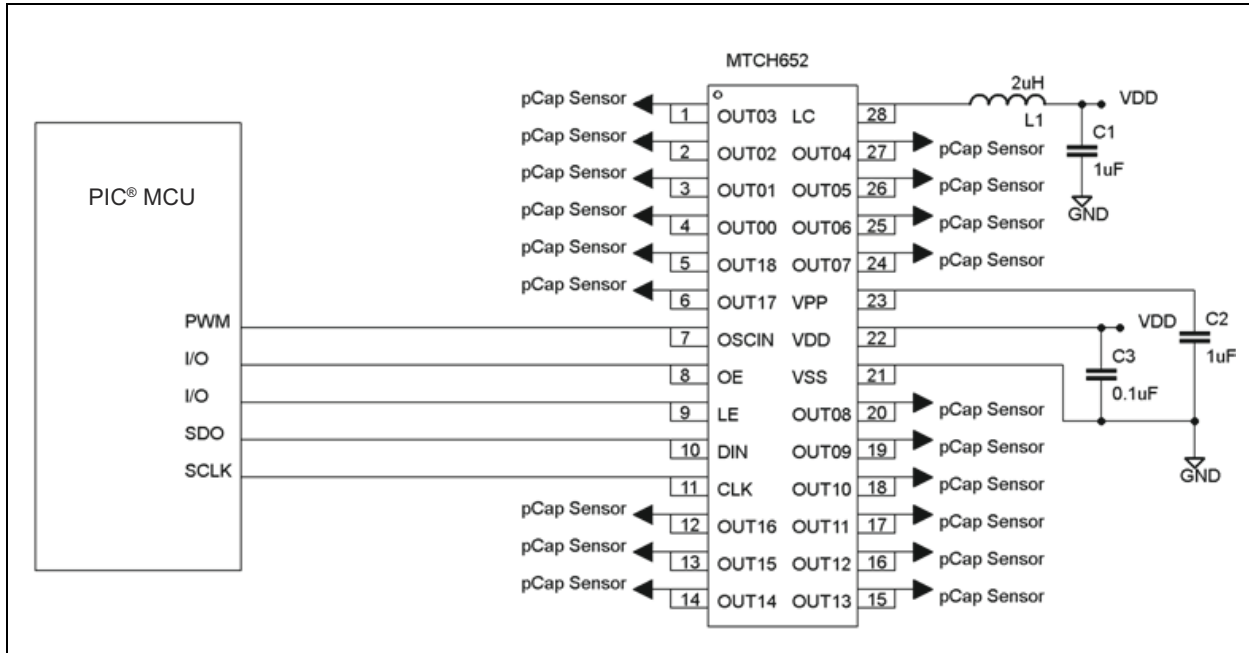 MTCH652
PIC® MCU
PWM
I/O
I/O
SDO
SCLK
pCap Sensor
pCap Sensor
pCap Sensor
pCap Sensor
pCap Sensor
pCap Sensor
pCap Sensor
pCap Sensor
pCap Sensor
1 OUT03 LC 28
2 OUT02 OUT04 27
3 OUT01 OUT05 26
4 OUT00 OUT06 25
5 OUT18 OUT07 24
6 OUT17 VPP 23
7 OSCIN VDD 22
8 OE VSS 21
9 LE OUT08 20
10 DIN OUT09 19
11 CLK OUT10 18
12 OUT16 OUT11 17
13 OUT15 OUT12 16
14 OUT14 OUT13 15
2uH
L1
VDD
C1
1uF
GND
pCap Sensor
pCap Sensor
pCap Sensor
pCap Sensor
VDD
C2
1uF
C3
0.1uF
GND
pCap Sensor
pCap Sensor
pCap Sensor
pCap Sensor
pCap Sensor
pCap Sensor